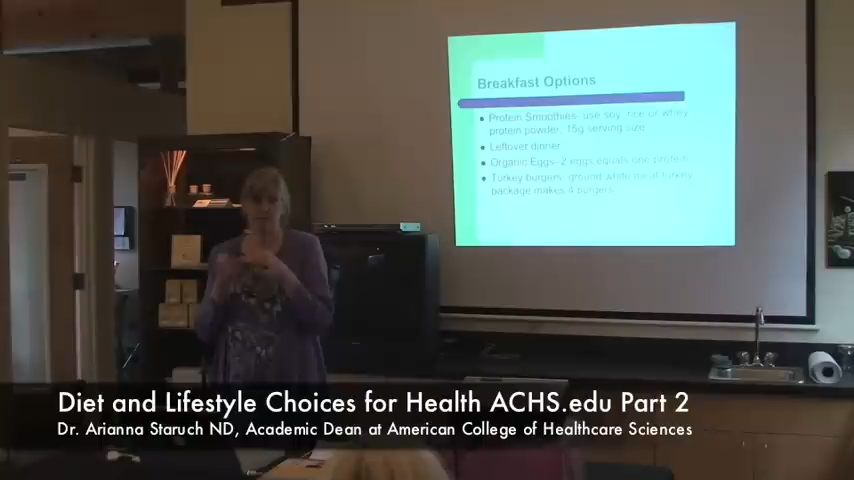 Breakfast Options
• Protein Smoothies- use soy, rice or whey
protein powder, 15g serving size
• Leftover dinner
• Organic Eggs- 2 eggs equals one protein
• Turkey burgers- ground white meat turkey
package makes 4 burgers
Diet and Lifestyle Choices for Health ACHS.edu Part 2
Dr. Arianna Staruch ND, Academic Dean at American College of Healthcare Sciences